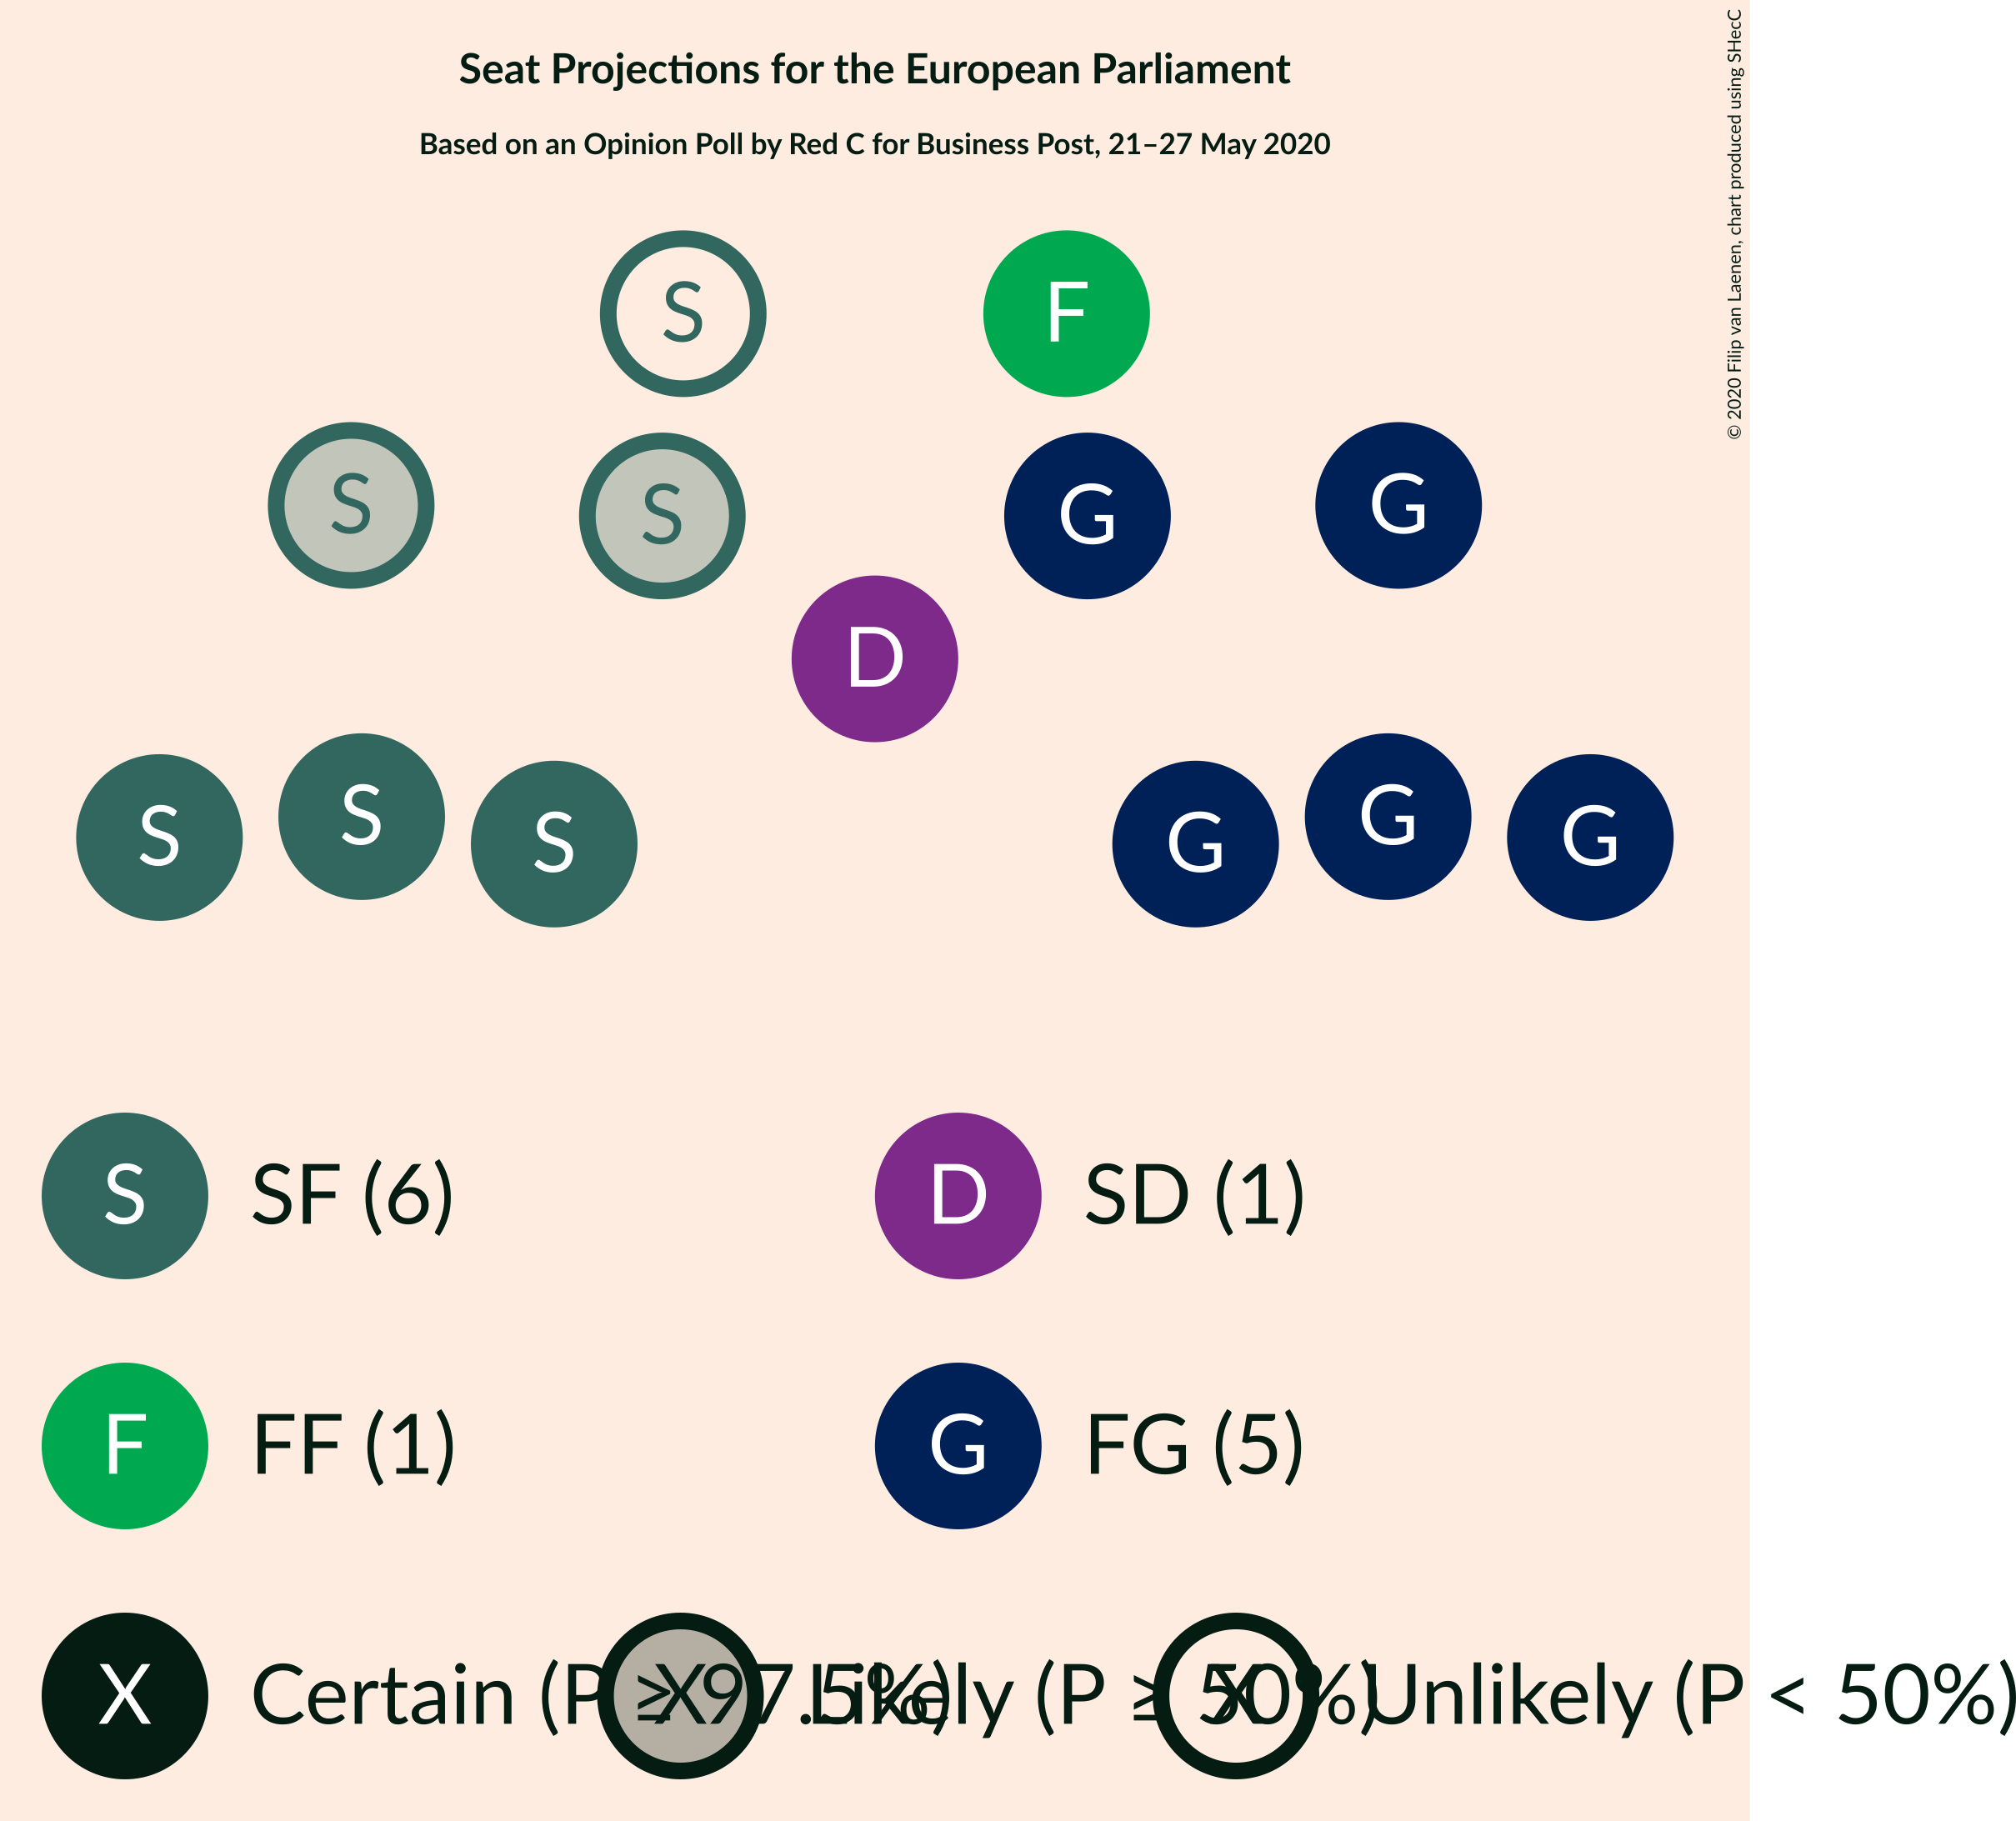 Seat Projections for the European Parliament
Based on an Opinion Poll by Red C for Business Post, 21–27 May 2020
© 2020 Filip van Laenen, chart produced using SHecC
S F
S S G G
D
S S S G G G
S SF (6) D SD (1)
F FF (1) G FG (5)
X Certain (P ≥ 97.5%) X Likely (P ≥ 50%) X Unlikely (P < 50%)